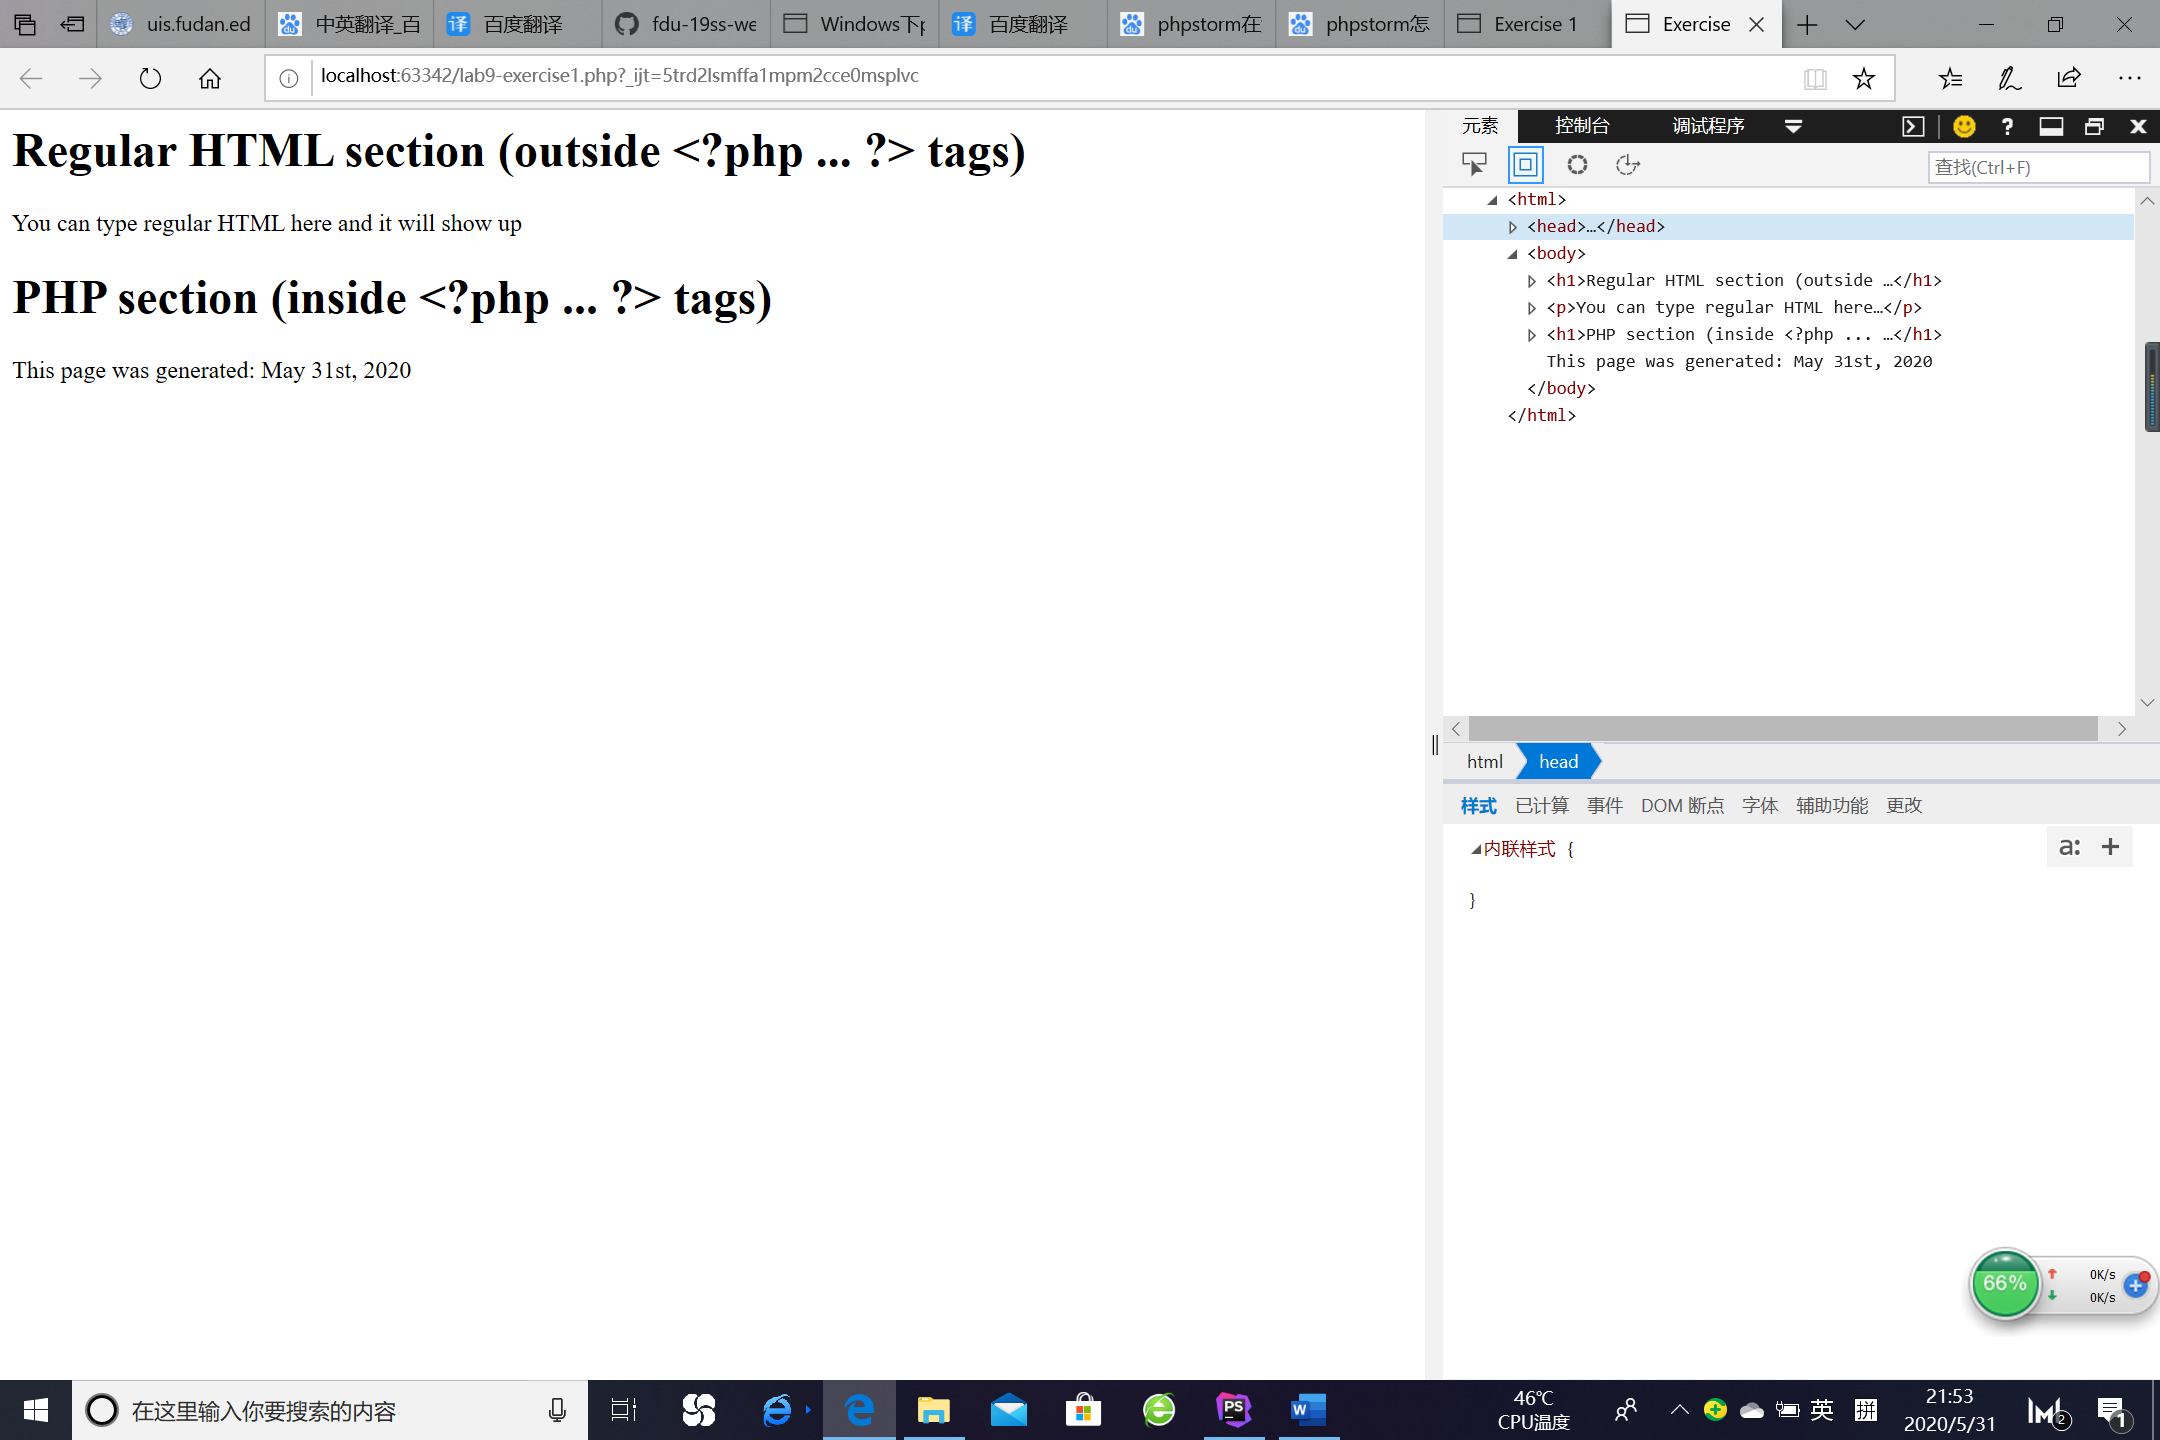 uis.fudan.ed
中英翻译_百
百度翻译
fdu-19ss-we
Windows下p
百度翻译
phpstorm在
phpstorm怎
Exercise 1
Exercise
localhost:63342/lab9-exercise1.php?_ijt=5trd2lsmffa1mpm2cce0msplvc
Regular HTML section (outside <?php ... ?> tags)
You can type regular HTML here and it will show up
PHP section (inside <?php ... ?> tags)
This page was generated: May 31st, 2020
元素 控制台 调试程序
查找(Ctrl+F)
<html>
<head>…</head>
<body>
<h1>Regular HTML section (outside …</h1>
<p>You can type regular HTML here…</p>
<h1>PHP section (inside <?php ... …</h1>
This page was generated: May 31st, 2020
</body>
</html>
html head
样式 已计算 事件 DOM 断点 字体 辅助功能 更改
内联样式 {
a: +
}
66%
0K/s
0K/s
在这里输入你要搜索的内容
PS
W
46℃
CPU温度
英
拼
21:53
2020/5/31
2
1